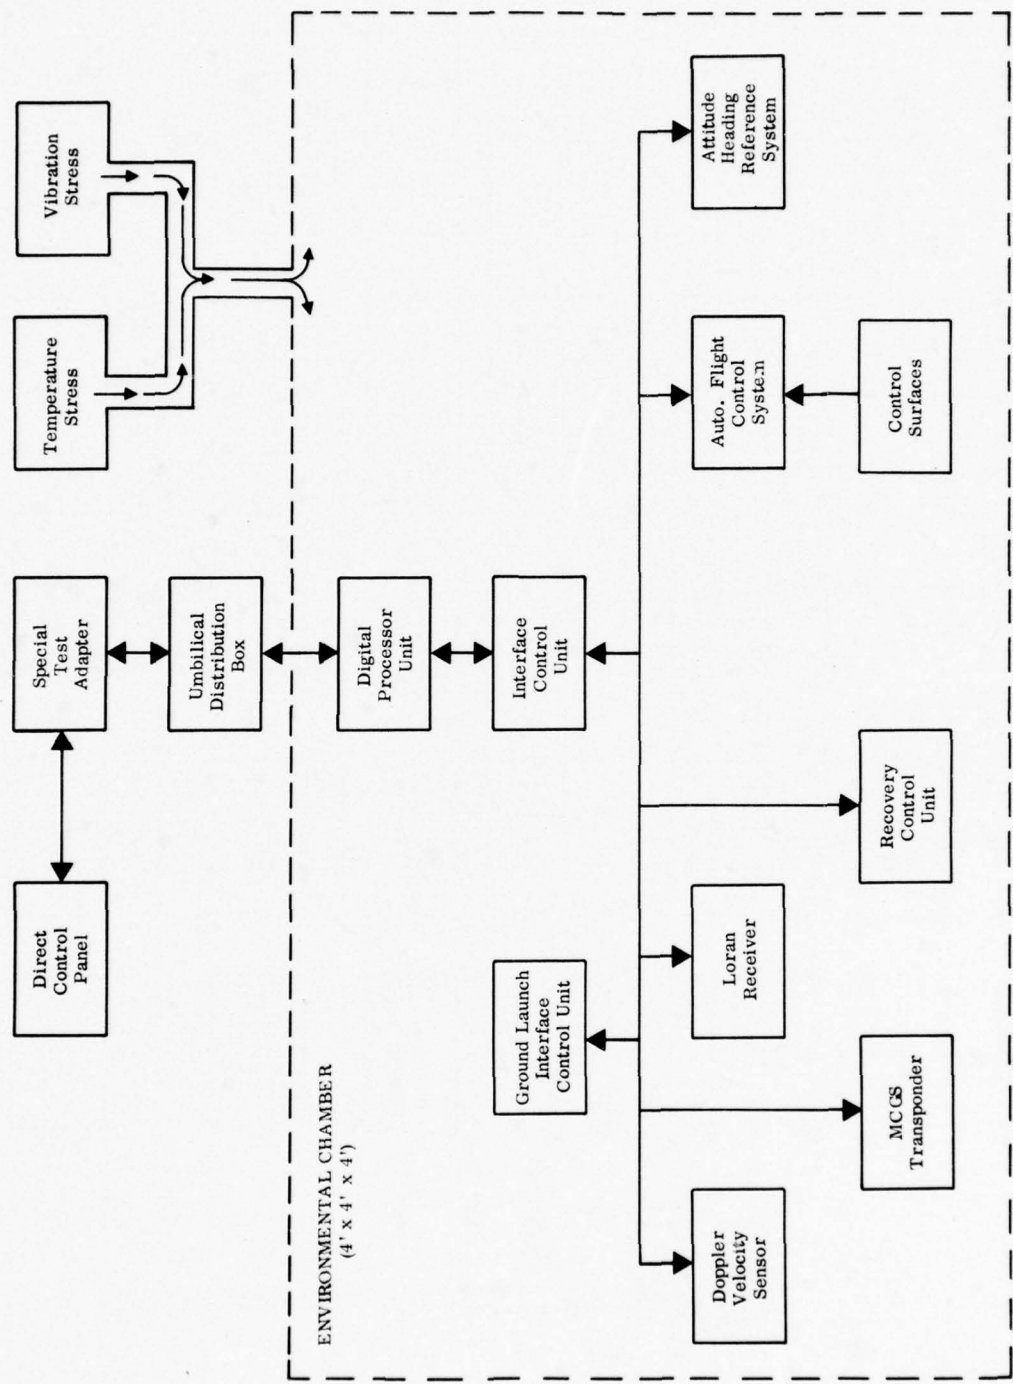 Direct
Control
Panel
Special
Test
Adapter
Temperature
Stress
Vibration
Stress
Umbilical
Distribution
Box
ENVIRONMENTAL CHAMBER
(4' x 4' x 4')
Digital
Processor
Unit
Ground Launch
Interface
Control Unit
Interface
Control
Unit
Doppler
Velocity
Sensor
Loran
Receiver
Auto. Flight
Control
System
Attitude
Heading
Reference
System
MCGS
Transponder
Recovery
Control
Unit
Control
Surfaces